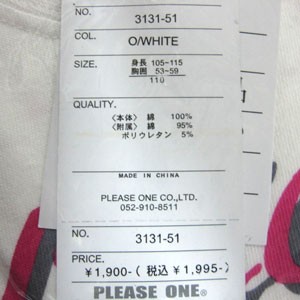 NO. 3131-51
COL. O/WHITE
SIZE. 身長 105-115
胸囲 53-59
110
QUALITY.
〈本体〉 綿 100%
〈附属〉 綿 95%
ポリウレタン 5%
MADE IN CHINA
PLEASE ONE CO.,LTD.
052-910-8511
NO. 3131-51
PRICE.
¥1,900-(税込¥1,995-)
PLEASE ONE®